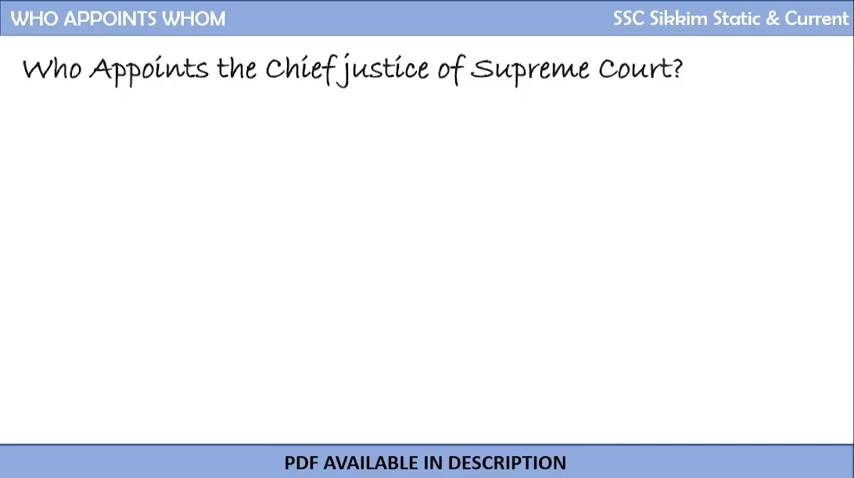 WHO APPOINTS WHOM
SSC Sikkim Static & Current
Who Appoints the Chief justice of Supreme Court?
PDF AVAILABLE IN DESCRIPTION